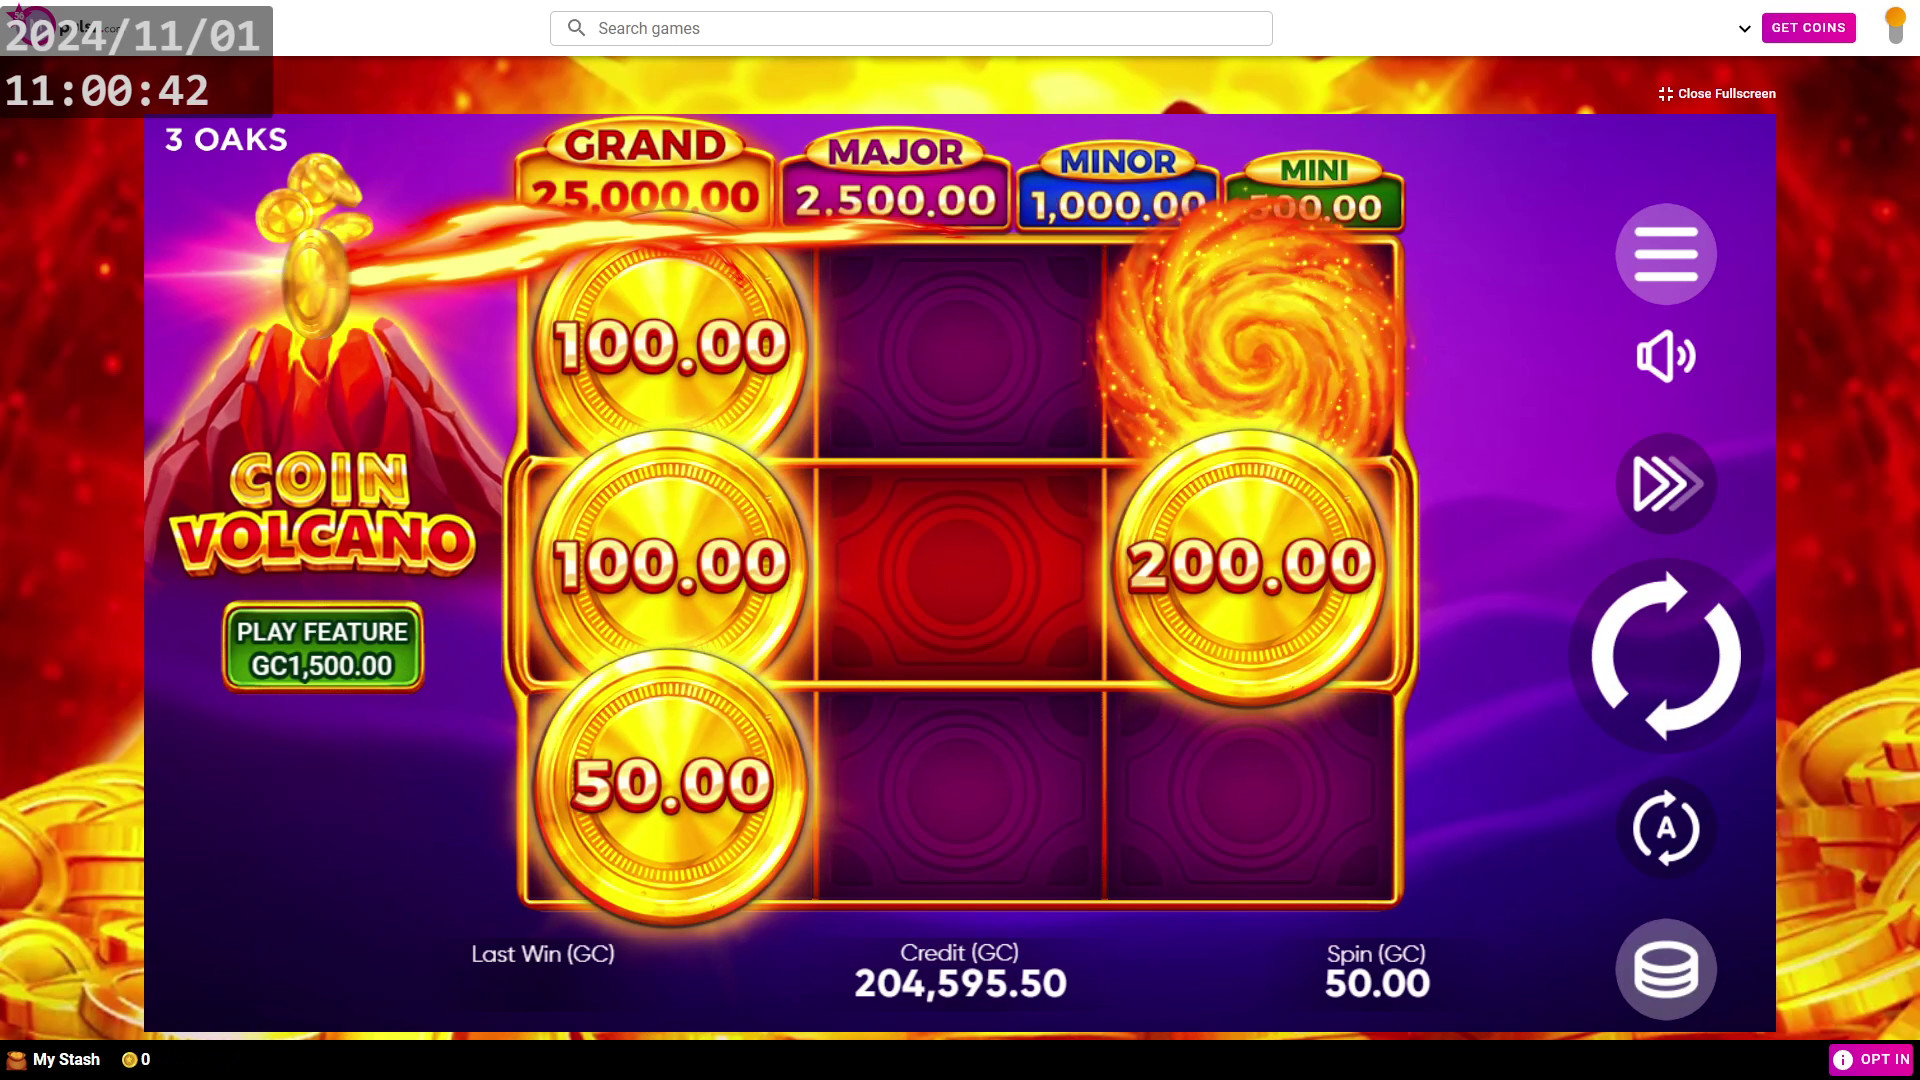 2024/11/01
11:00:42
Search games
GET COINS
Close Fullscreen
3 OAKS
GRAND
25,000.00
MAJOR
2,500.00
MINOR
1,000.00
MINI
500.00
100.00
COIN
VOLCANO
100.00
200.00
PLAY FEATURE
GC1,500.00
50.00
A
Last Win (GC)
Credit (GC)
204,595.50
Spin (GC)
50.00
My Stash
0
OPT IN